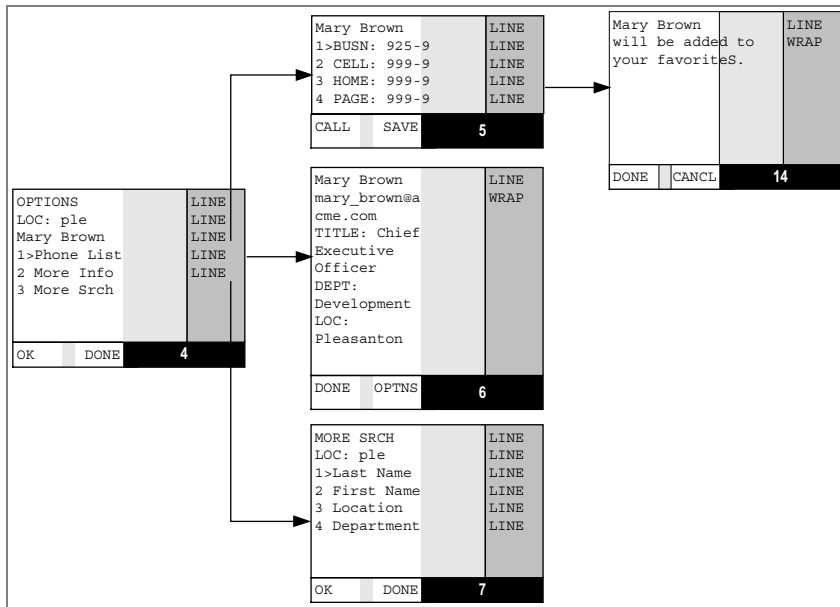 Mary Brown LINE
1>BUSN: 925-9 LINE
2 CELL: 999-9 LINE
3 HOME: 999-9 LINE
4 PAGE: 999-9 LINE
CALL SAVE 5
Mary Brown LINE
will be added to WRAP
your favoriteS.
DONE CANCL 14
OPTIONS LINE
LOC: ple LINE
Mary Brown LINE
1>Phone List LINE
2 More Info LINE
3 More Srch
OK DONE 4
Mary Brown LINE
mary_brown@a WRAP
cme.com
TITLE: Chief
Executive
Officer
DEPT:
Development
LOC:
Pleasanton
DONE OPTNS 6
MORE SRCH LINE
LOC: ple LINE
1>Last Name LINE
2 First Name LINE
3 Location LINE
4 Department LINE
OK DONE 7